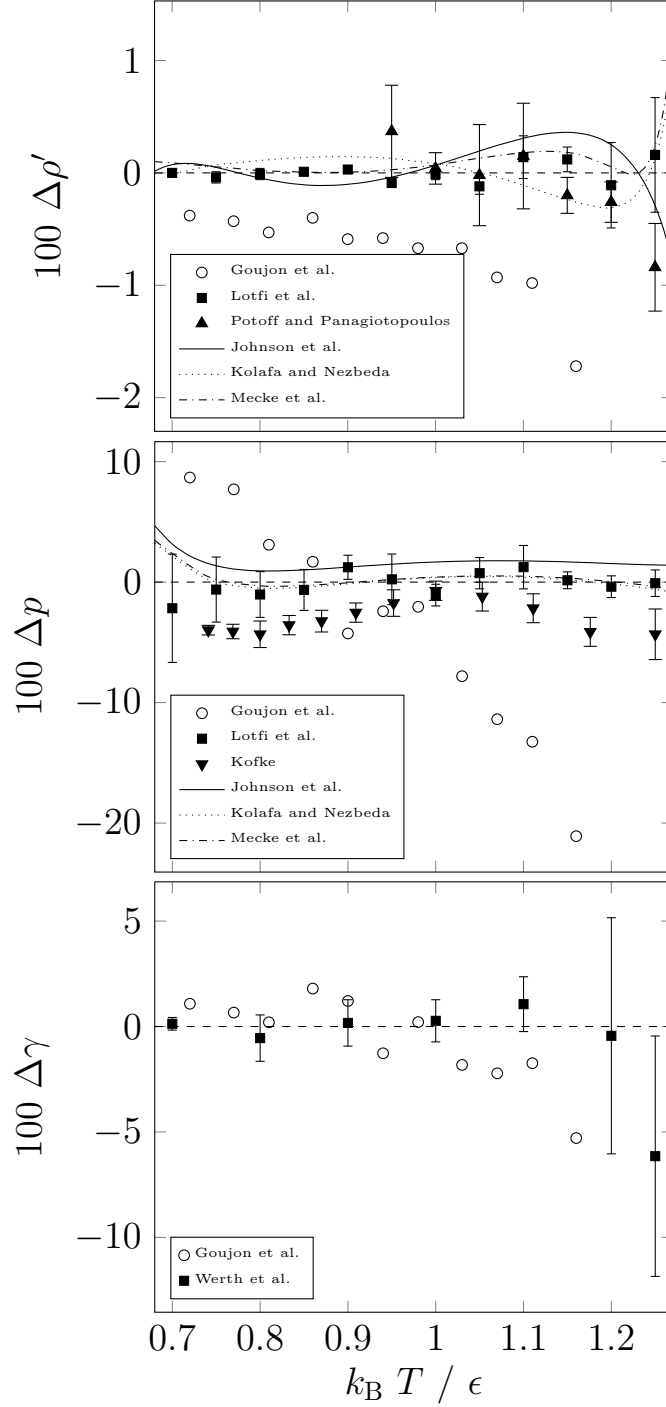 1
0
−1
−2
100 Δρ′
Goujon et al.
Lotfi et al.
Potoff and Panagiotopoulos
Johnson et al.
Kolafa and Nezbeda
Mecke et al.
10
0
−10
−20
100 Δp
Goujon et al.
Lotfi et al.
Kofke
Johnson et al.
Kolafa and Nezbeda
Mecke et al.
5
0
−5
−10
100 Δγ
Goujon et al.
Werth et al.
0.7 0.8 0.9 1 1.1 1.2
k_B T / ϵ